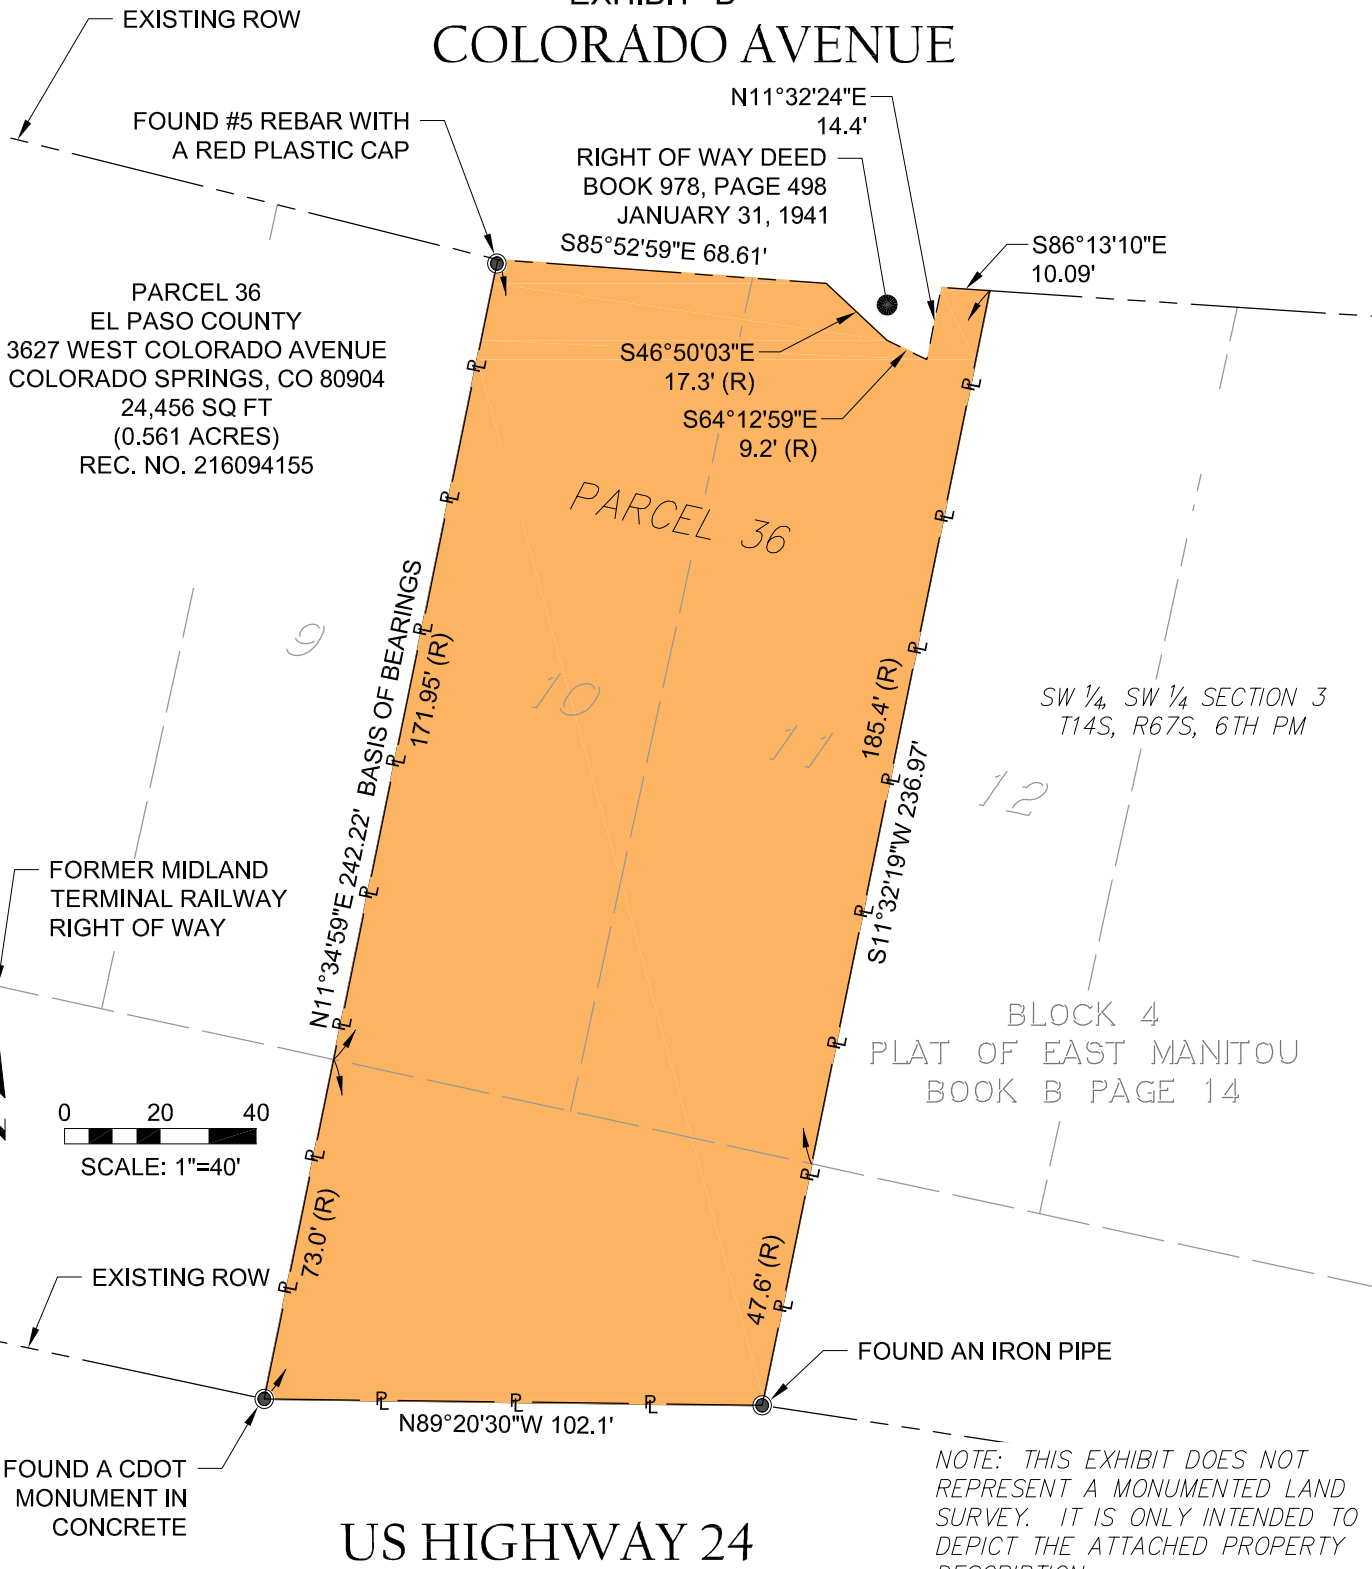 EXHIBIT "B"
COLORADO AVENUE
EXISTING ROW
FOUND #5 REBAR WITH
A RED PLASTIC CAP
N11°32'24"E
14.4'
RIGHT OF WAY DEED
BOOK 978, PAGE 498
JANUARY 31, 1941
S85°52'59"E 68.61'
S86°13'10"E
10.09'
PARCEL 36
EL PASO COUNTY
3627 WEST COLORADO AVENUE
COLORADO SPRINGS, CO 80904
24,456 SQ FT
(0.561 ACRES)
REC. NO. 216094155
S46°50'03"E
17.3' (R)
S64°12'59"E
9.2' (R)
PARCEL 36
9
10
11
12
N11°34'59"E 242.22' BASIS OF BEARINGS
171.95' (R)
185.4' (R)
S11°32'19"W 236.97'
SW ¼, SW ¼ SECTION 3
T14S, R67S, 6TH PM
FORMER MIDLAND
TERMINAL RAILWAY
RIGHT OF WAY
BLOCK 4
PLAT OF EAST MANITOU
BOOK B PAGE 14
0 20 40
SCALE: 1"=40'
73.0' (R)
47.6' (R)
EXISTING ROW
FOUND AN IRON PIPE
N89°20'30"W 102.1'
FOUND A CDOT
MONUMENT IN
CONCRETE
US HIGHWAY 24
NOTE: THIS EXHIBIT DOES NOT
REPRESENT A MONUMENTED LAND
SURVEY. IT IS ONLY INTENDED TO
DEPICT THE ATTACHED PROPERTY
DESCRIPTION